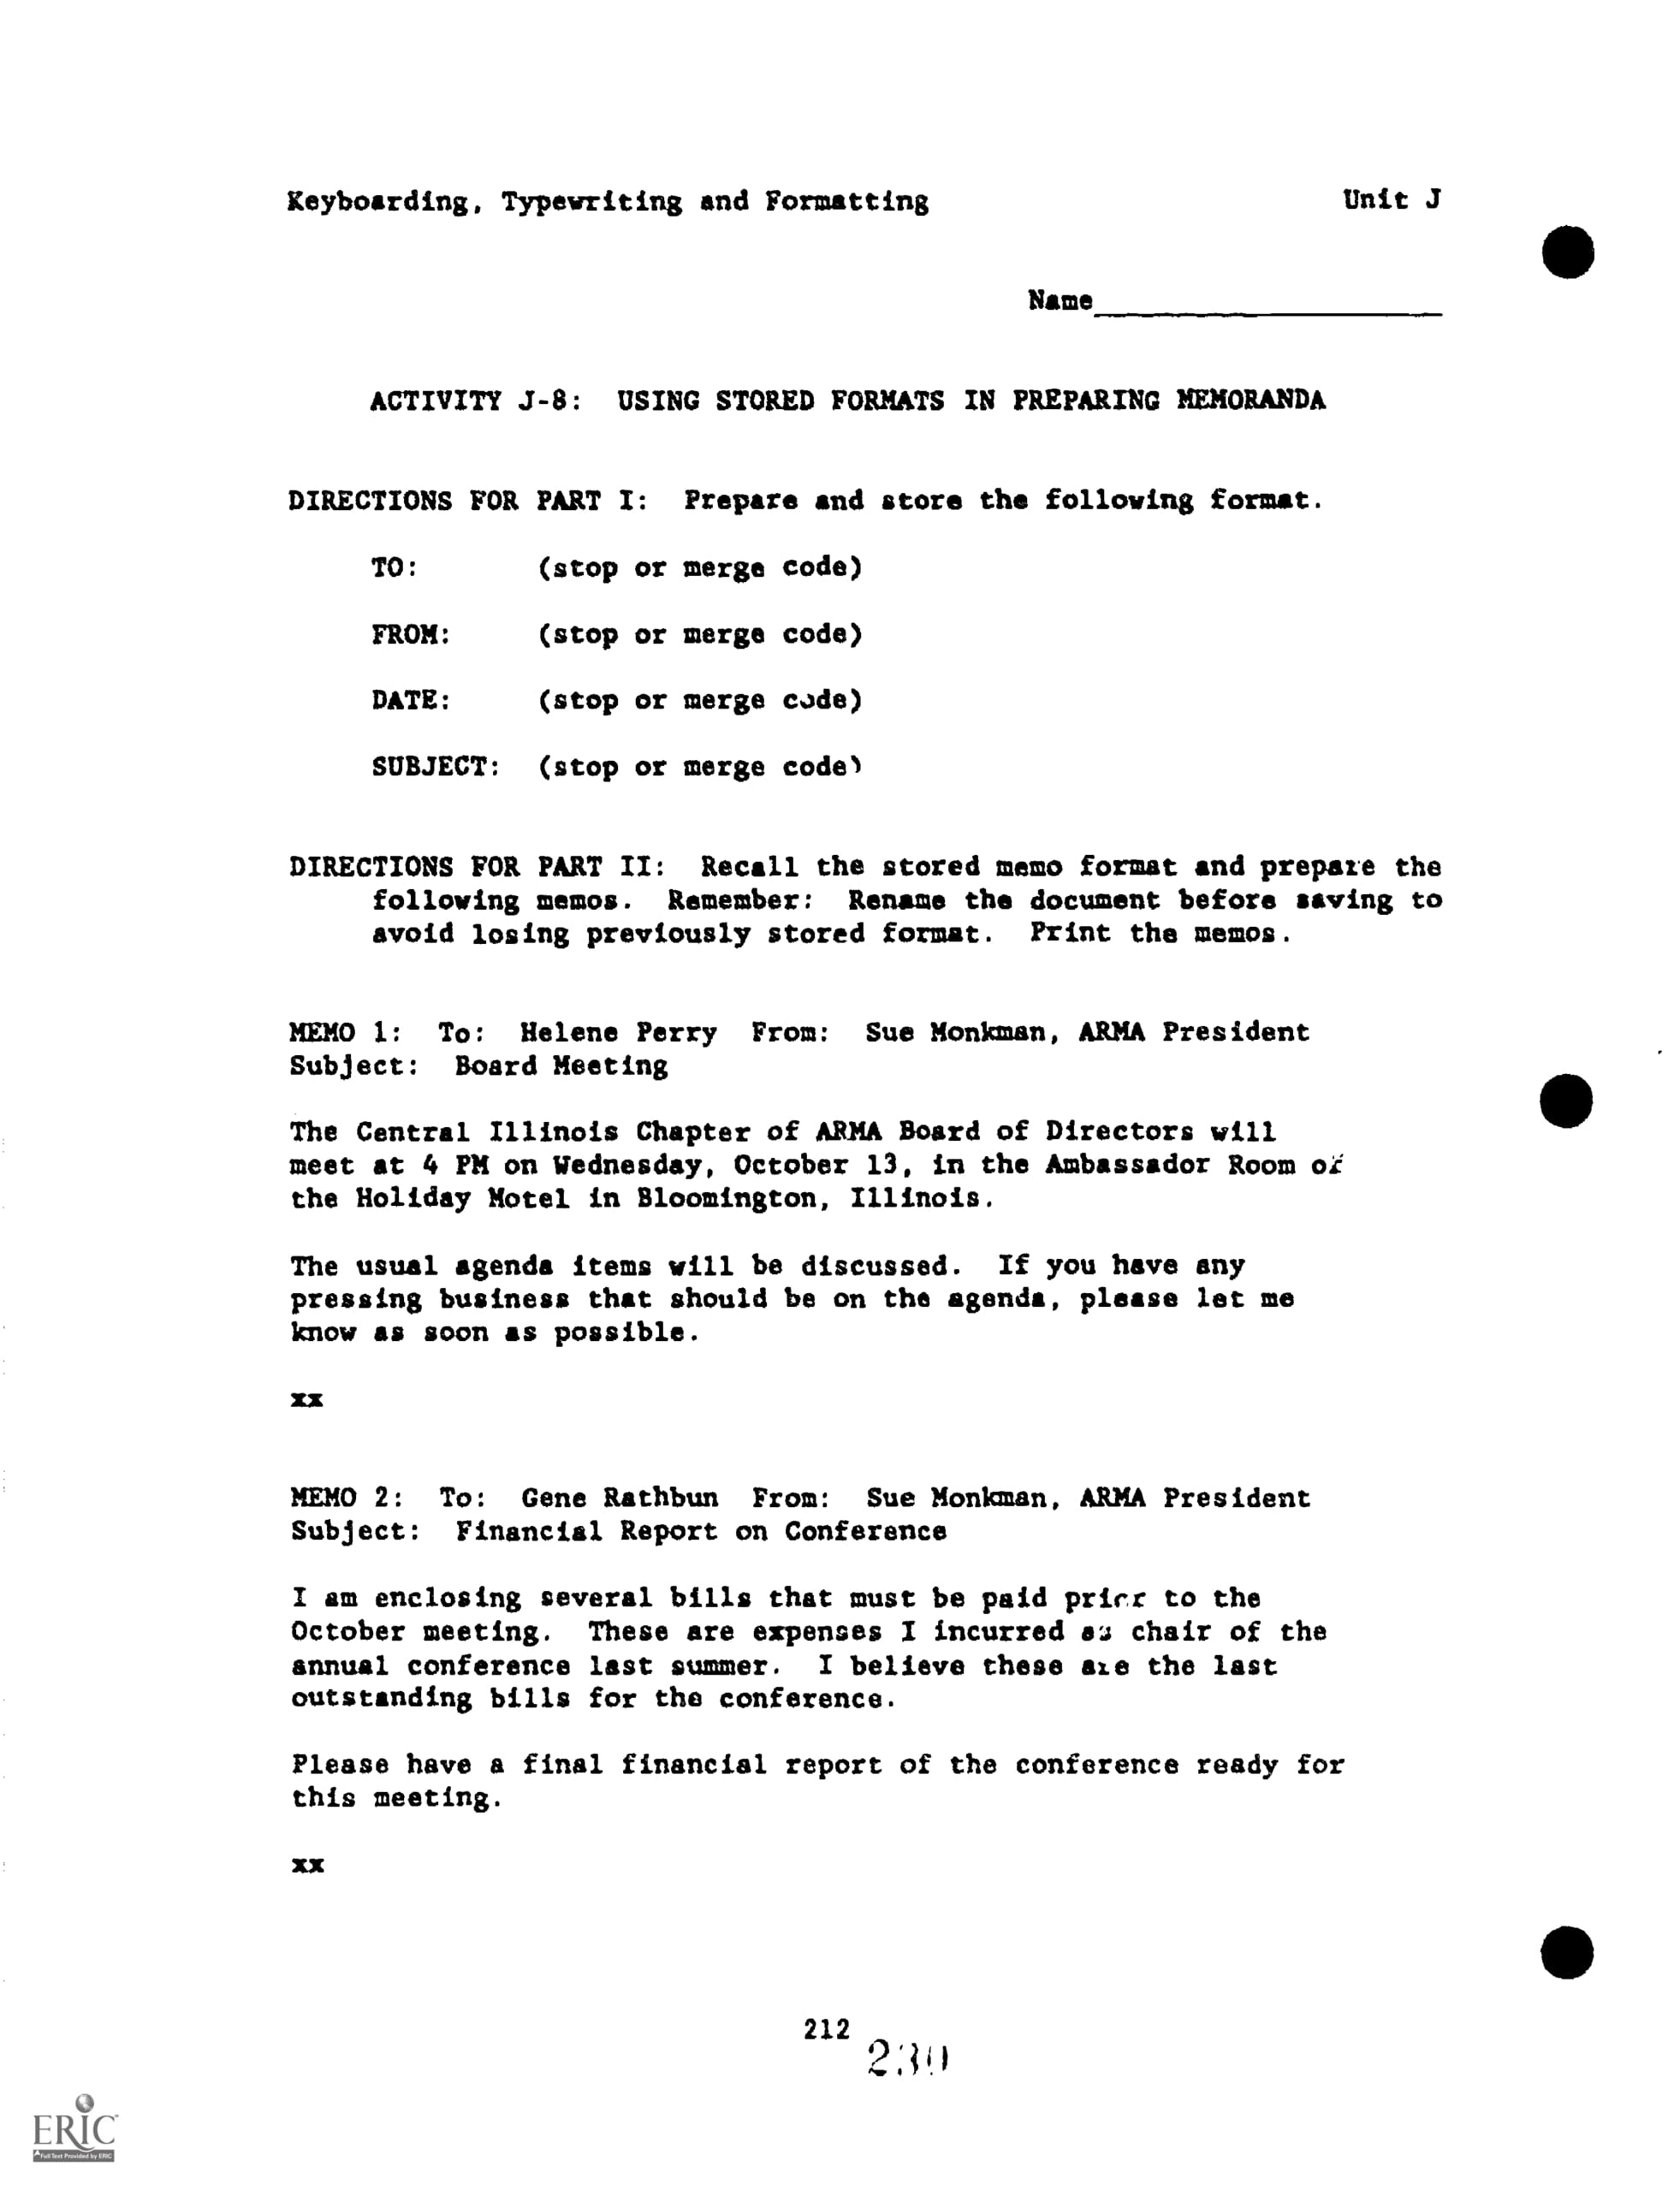 Keyboarding, Typewriting and Formatting Unit J
Name
ACTIVITY J-8: USING STORED FORMATS IN PREPARING MEMORANDA
DIRECTIONS FOR PART I: Prepare and store the following format.
TO: (stop or merge code)
FROM: (stop or merge code)
DATE: (stop or merge code)
SUBJECT: (stop or merge code)
DIRECTIONS FOR PART II: Recall the stored memo format and prepare the
following memos. Remember: Rename the document before saving to
avoid losing previously stored format. Print the memos.
MEMO 1: To: Helene Perry From: Sue Monkman, ARMA President
Subject: Board Meeting
The Central Illinois Chapter of ARMA Board of Directors will
meet at 4 PM on Wednesday, October 13, in the Ambassador Room of
the Holiday Motel in Bloomington, Illinois.
The usual agenda items will be discussed. If you have any
pressing business that should be on the agenda, please let me
know as soon as possible.
xx
MEMO 2: To: Gene Rathbun From: Sue Monkman, ARMA President
Subject: Financial Report on Conference
I am enclosing several bills that must be paid prior to the
October meeting. These are expenses I incurred as chair of the
annual conference last summer. I believe these are the last
outstanding bills for the conference.
Please have a final financial report of the conference ready for
this meeting.
xx
212
230
ERIC
Full Text Provided by ERIC